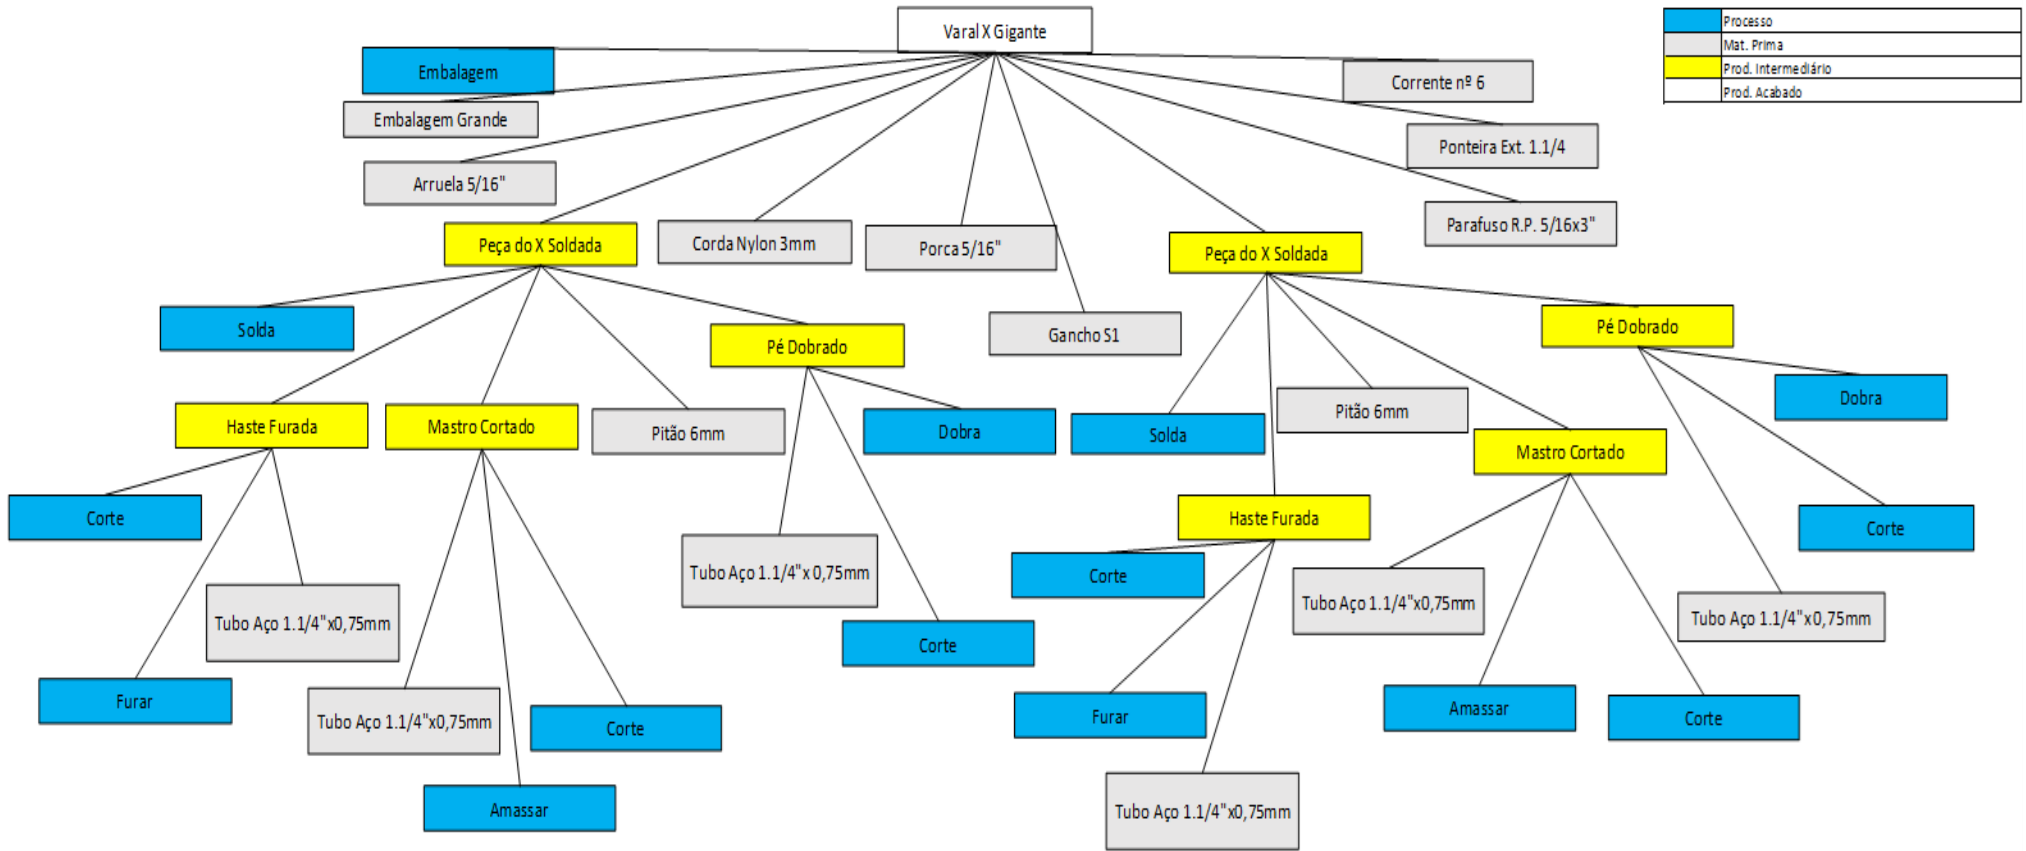 Varal X Gigante
Processo
Mat. Prima
Prod. Intermediário
Prod. Acabado
Embalagem
Corrente nº 6
Embalagem Grande
Ponteira Ext. 1.1/4
Arruela 5/16"
Parafuso R.P. 5/16x3"
Peça do X Soldada
Corda Nylon 3mm
Porca 5/16"
Peça do X Soldada
Solda
Pé Dobrado
Gancho S1
Pé Dobrado
Haste Furada
Mastro Cortado
Pitão 6mm
Dobra
Solda
Pitão 6mm
Dobra
Mastro Cortado
Corte
Haste Furada
Corte
Tubo Aço 1.1/4"x 0,75mm
Corte
Tubo Aço 1.1/4"x0,75mm
Tubo Aço 1.1/4"x0,75mm
Tubo Aço 1.1/4"x0,75mm
Corte
Furar
Tubo Aço 1.1/4"x0,75mm
Corte
Furar
Amassar
Corte
Amassar
Tubo Aço 1.1/4"x0,75mm